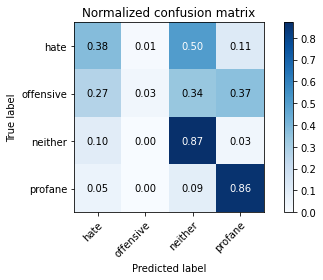 Normalized confusion matrix
True label
hate 0.38 0.01 0.50 0.11
offensive 0.27 0.03 0.34 0.37
neither 0.10 0.00 0.87 0.03
profane 0.05 0.00 0.09 0.86
hate offensive neither profane
Predicted label
0.8
0.7
0.6
0.5
0.4
0.3
0.2
0.1
0.0